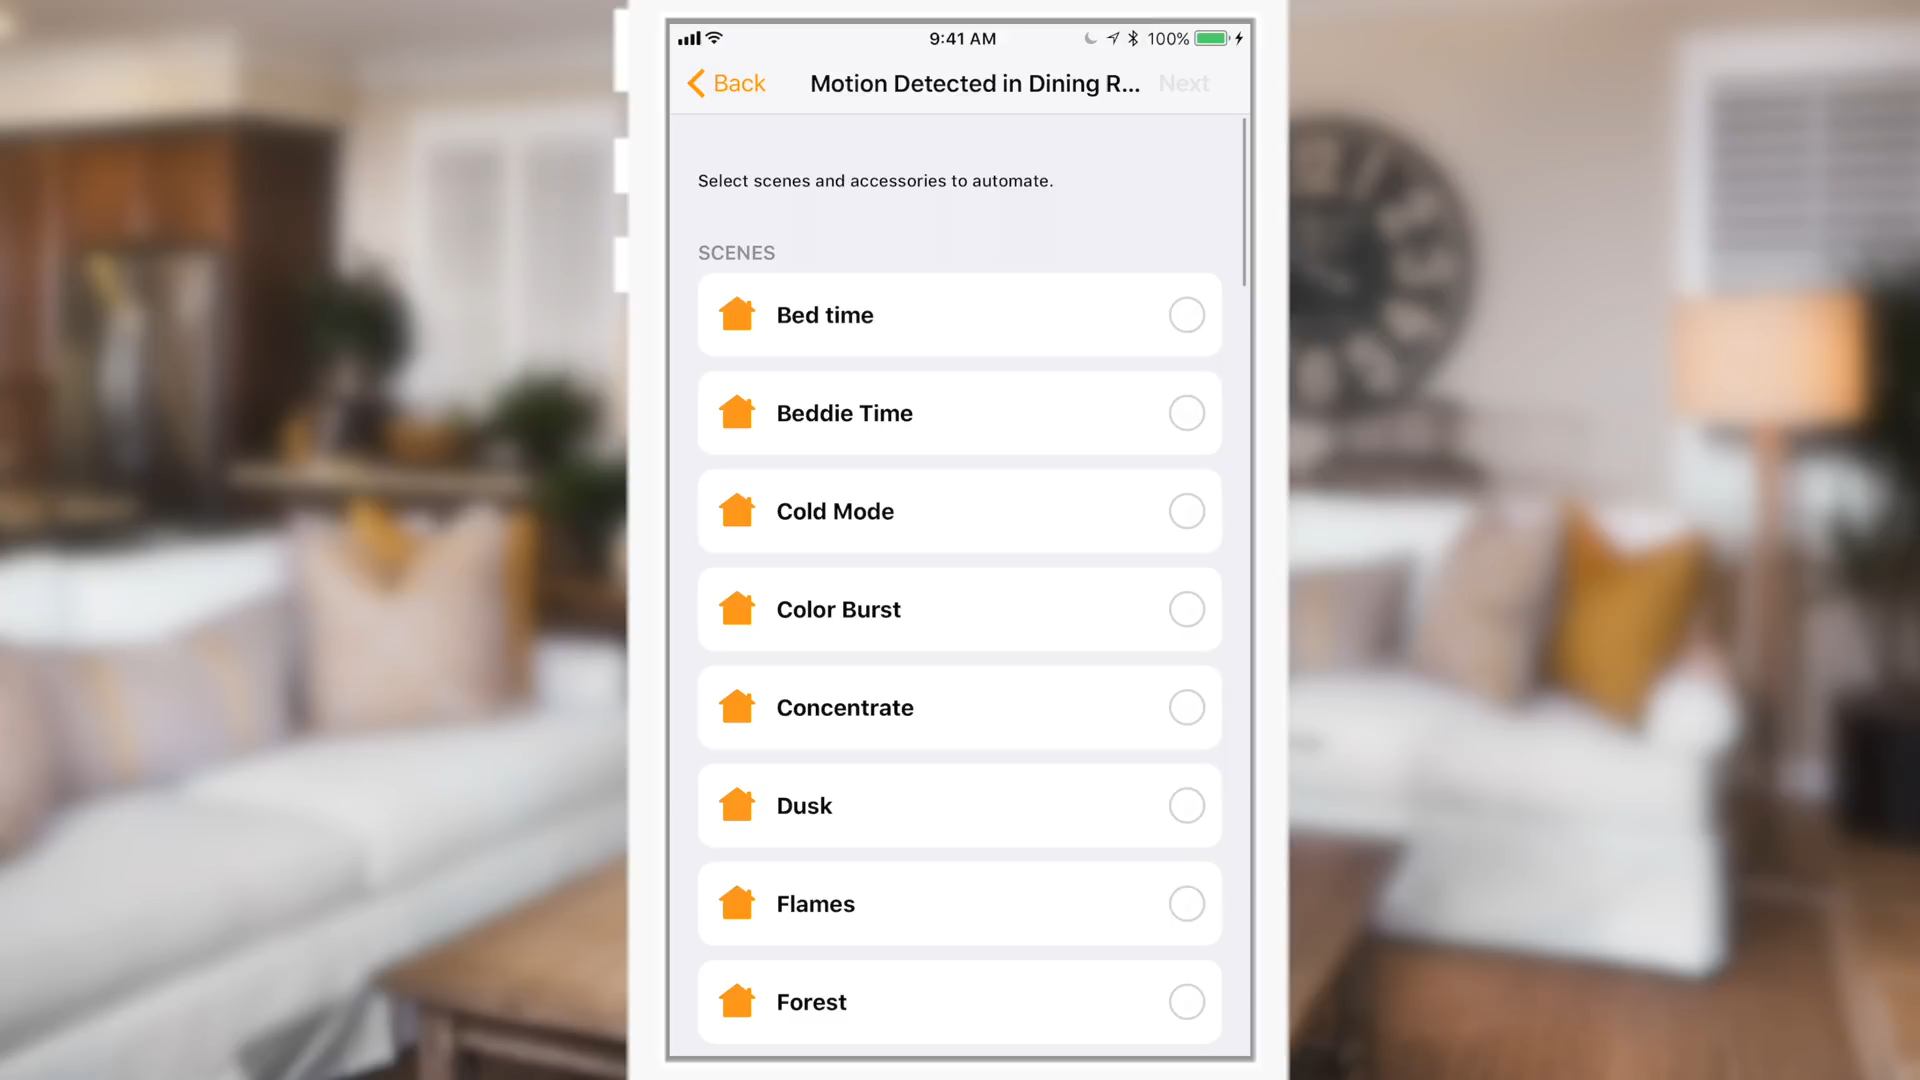 9:41 AM
100%
Back
Motion Detected in Dining R...
Next
Select scenes and accessories to automate.
SCENES
Bed time
Beddie Time
Cold Mode
Color Burst
Concentrate
Dusk
Flames
Forest